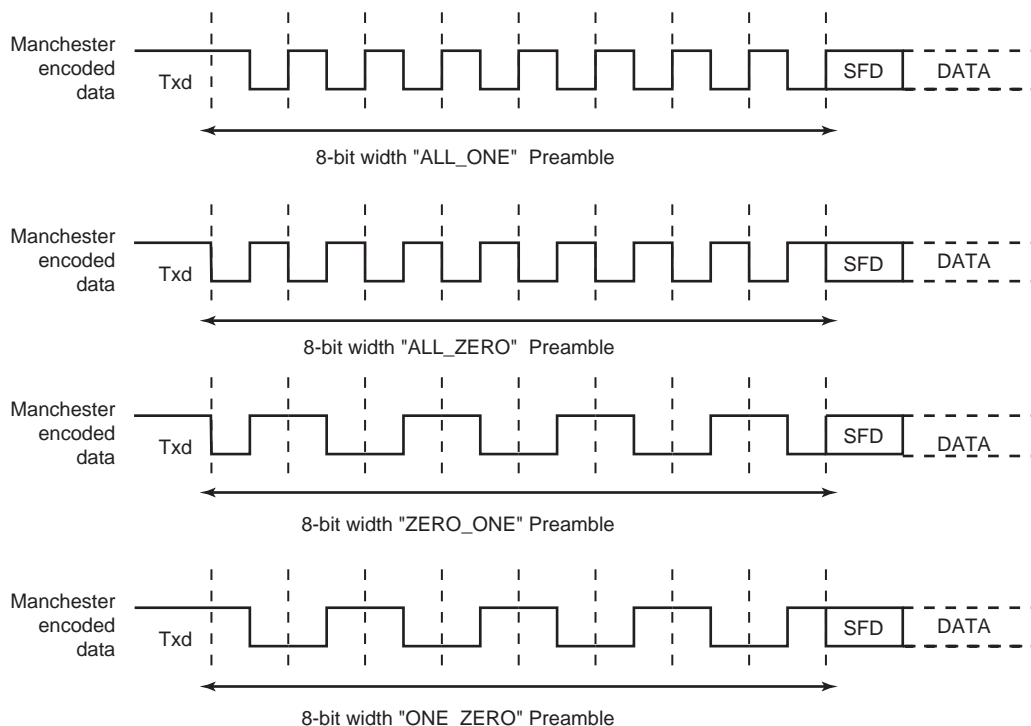 Manchester
encoded
data
Txd
SFD
DATA
8-bit width "ALL_ONE" Preamble
Manchester
encoded
data
Txd
SFD
DATA
8-bit width "ALL_ZERO" Preamble
Manchester
encoded
data
Txd
SFD
DATA
8-bit width "ZERO_ONE" Preamble
Manchester
encoded
data
Txd
SFD
DATA
8-bit width "ONE_ZERO" Preamble